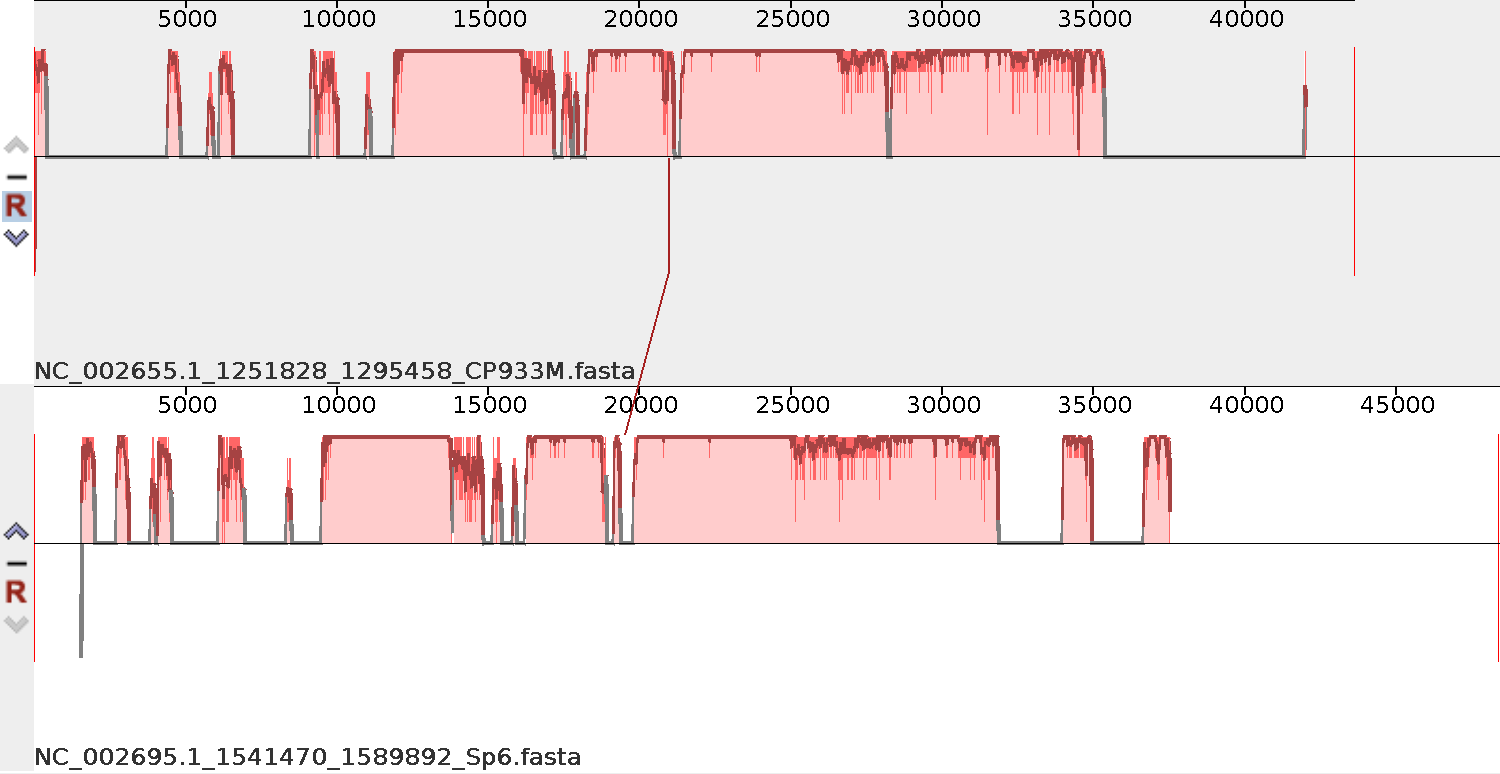 5000 10000 15000 20000 25000 30000 35000 40000
R
NC_002655.1_1251828_1295458_CP933M.fasta
5000 10000 15000 20000 25000 30000 35000 40000 45000
R
NC_002695.1_1541470_1589892_Sp6.fasta